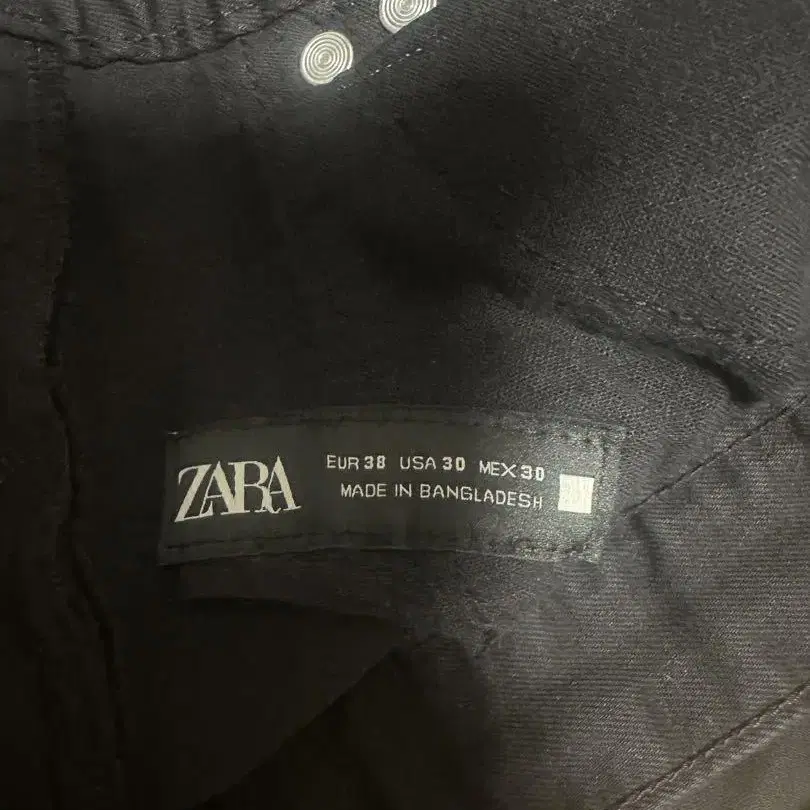 ZARA
EUR 38 USA 30 MEX 30
MADE IN BANGLADESH